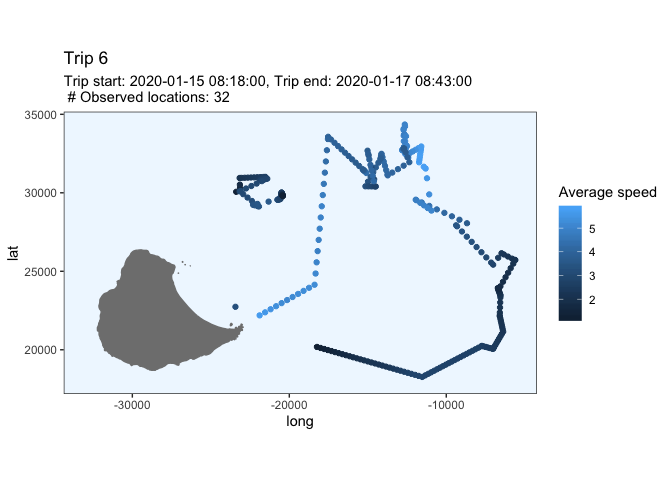 Trip 6
Trip start: 2020-01-15 08:18:00, Trip end: 2020-01-17 08:43:00
# Observed locations: 32
35000
30000
25000
20000
lat
-30000
-20000
-10000
long
Average speed
5
4
3
2